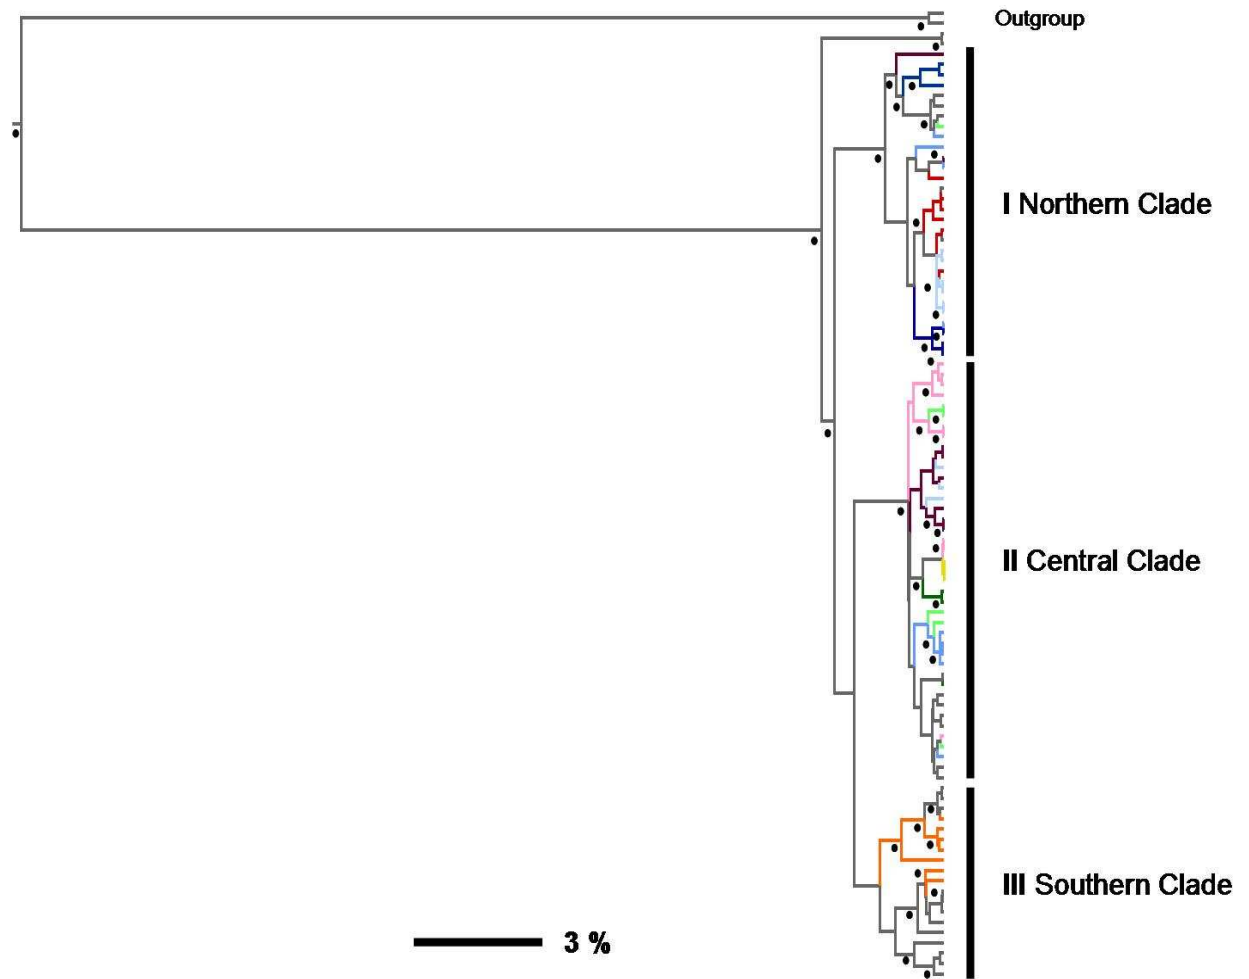 Outgroup
I Northern Clade
II Central Clade
III Southern Clade
3 %